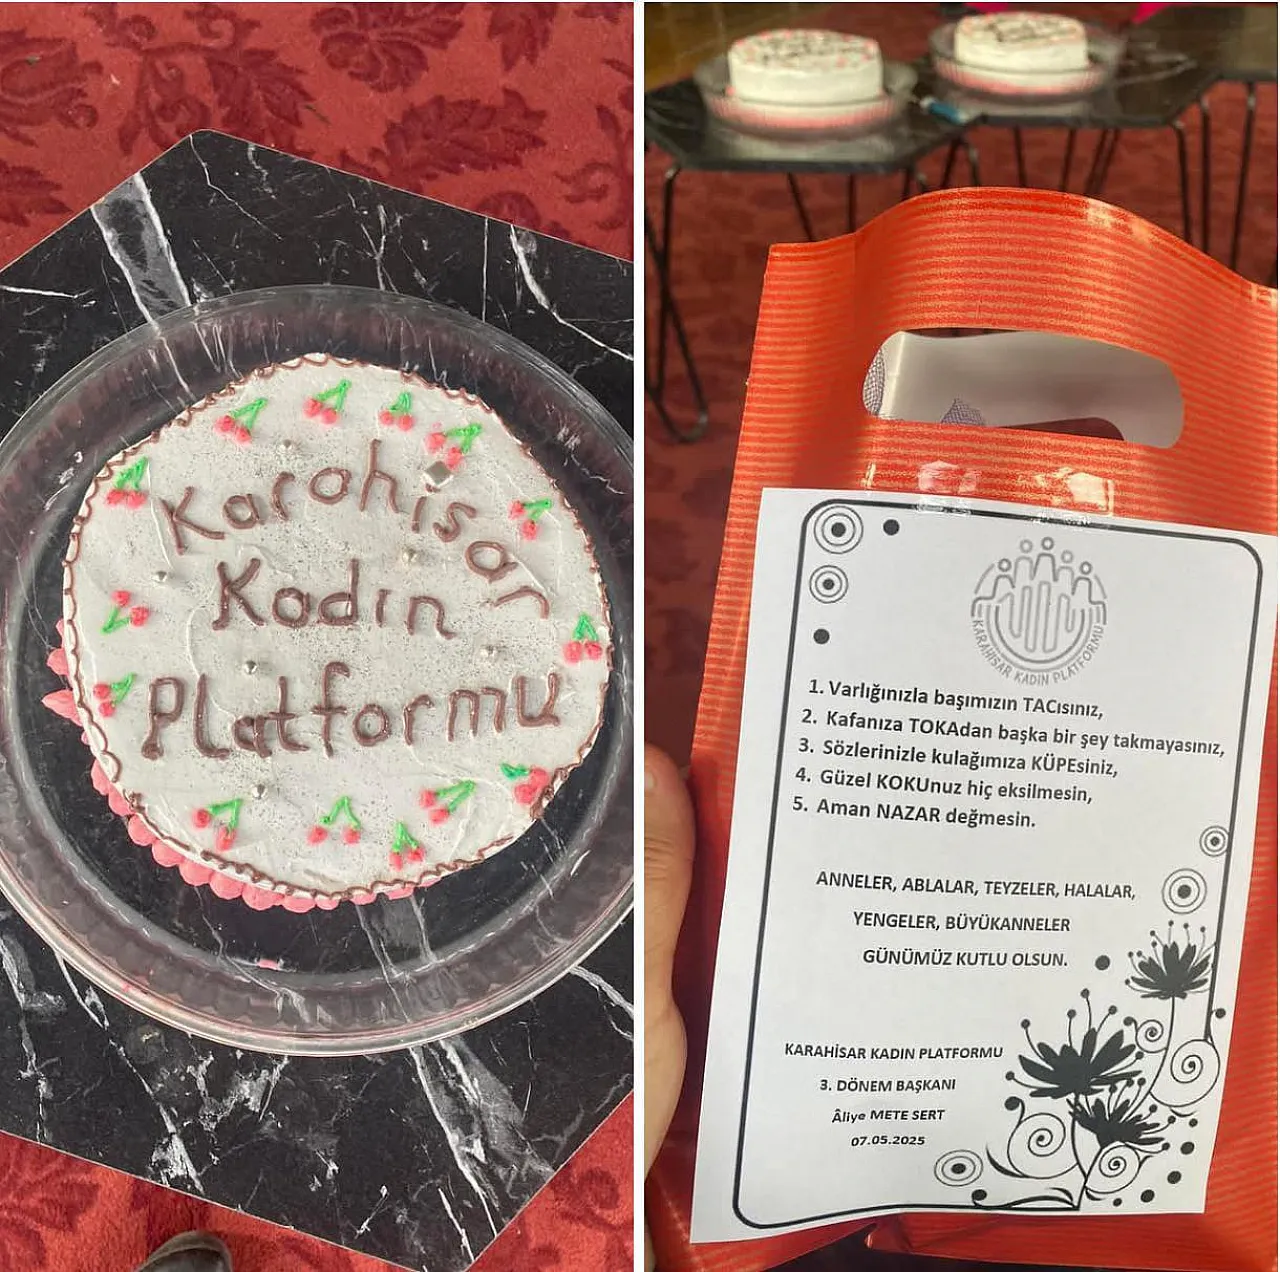 Karahisar
Kadın
Platformu
KARAHİSAR KADIN PLATFORMU
1. Varlığınızla başımızın TACısınız,
2. Kafanıza TOKAdan başka bir şey takmayasınız,
3. Sözlerinizle kulağımıza KÜPEsiniz,
4. Güzel KOKUnuz hiç eksilmesin,
5. Aman NAZAR değmesin.
ANNELER, ABLALAR, TEYZELER, HALALAR,
YENGELER, BÜYÜKANNELER
GÜNÜMÜZ KUTLU OLSUN.
KARAHİSAR KADIN PLATFORMU
3. DÖNEM BAŞKANI
Âliye METE SERT
07.05.2025